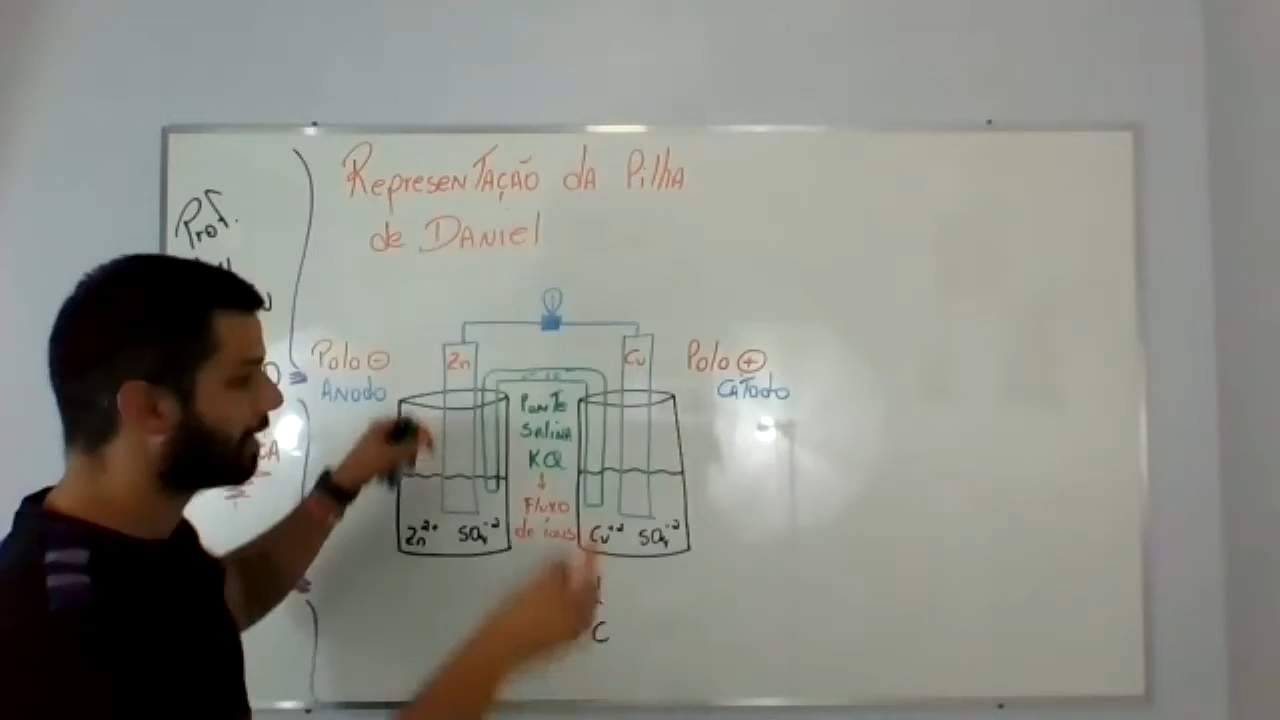 Prof.
Representação da Pilha
de Daniel
Polo ⊖
Anodo
Zn
Cu
Polo ⊕
Catodo
Ponte
Salina
KCl
↓
Fluxo
de íons
Zn²⁺ SO₄⁻²
Cu⁺² SO₄⁻²
C